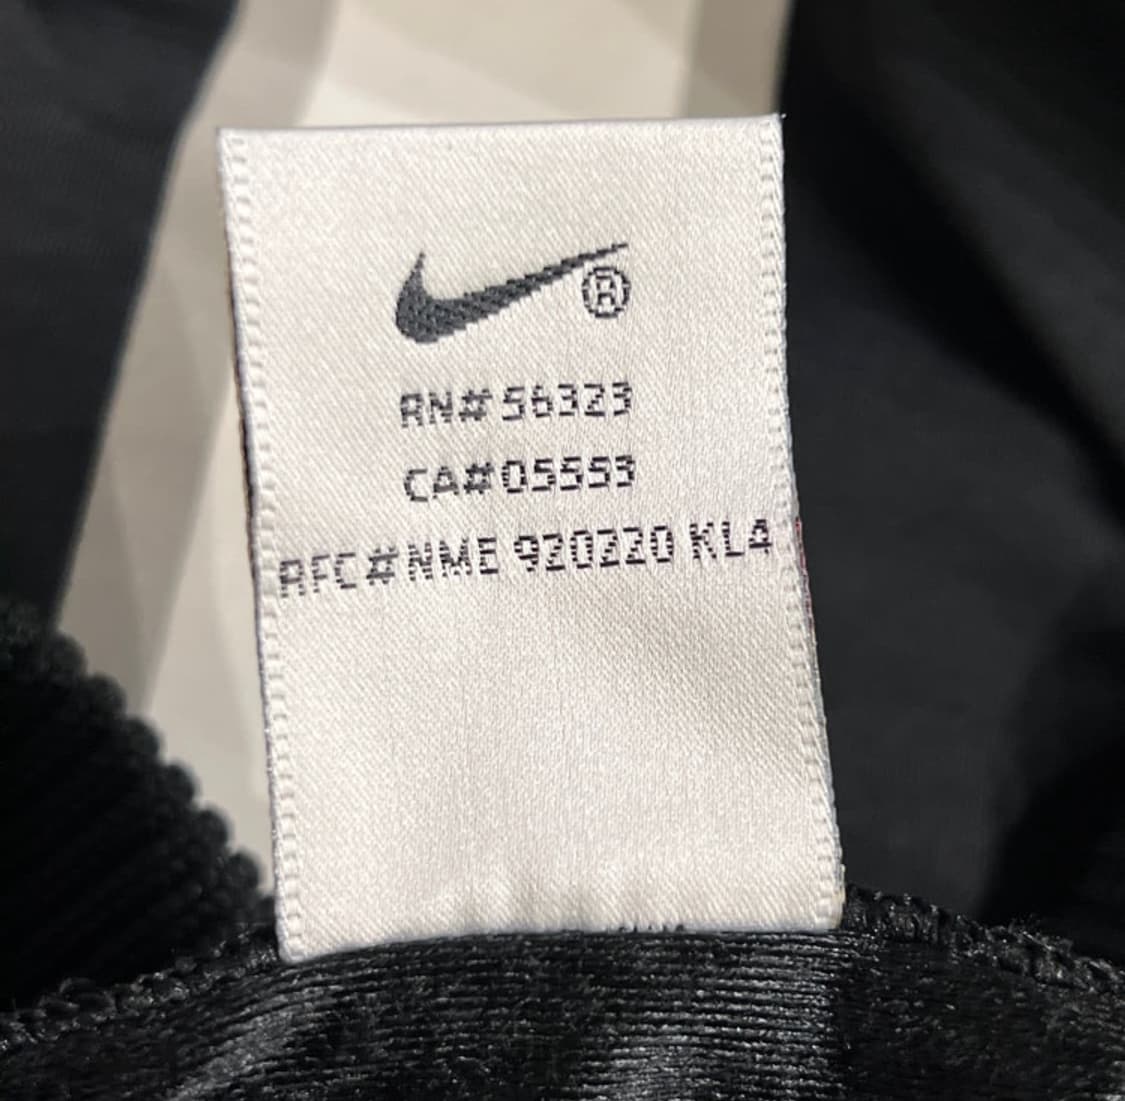 ®
RN# 56323
CA# 05553
RFC# NME 920220 KL4